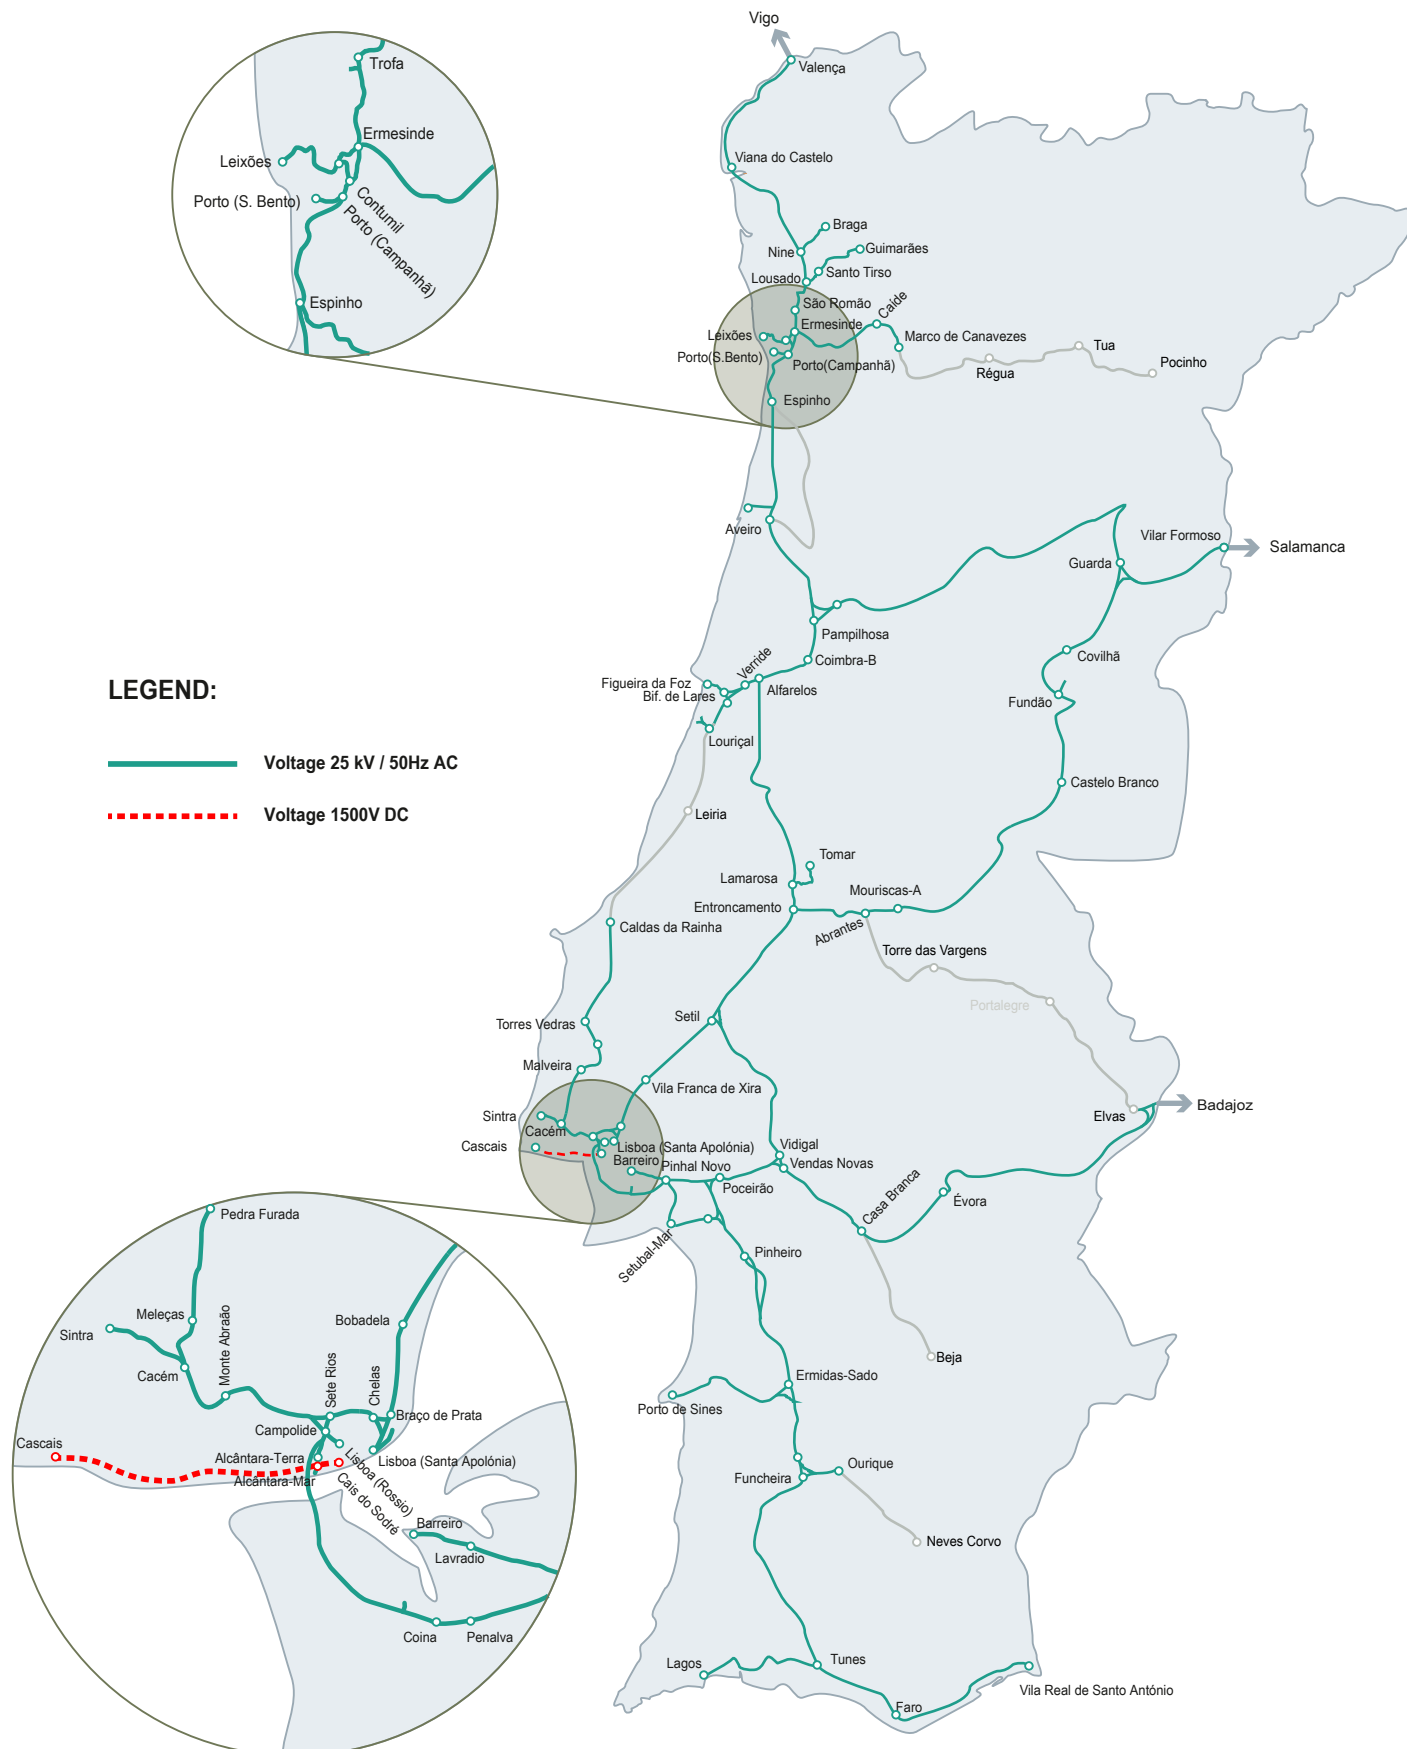 Vigo
Valença
Viana do Castelo
Braga
Guimarães
Nine
Santo Tirso
Lousado
São Romão
Caíde
Ermesinde
Leixões
Marco de Canavezes
Porto(S.Bento)
Porto(Campanhã)
Tua
Régua
Pocinho
Espinho
Trofa
Ermesinde
Leixões
Porto (S. Bento)
Contumil
Porto (Campanhã)
Espinho
Aveiro
Vilar Formoso
Salamanca
Guarda
Pampilhosa
Coimbra-B
Verride
Covilhã
Figueira da Foz
Bif. de Lares
Alfarelos
Fundão
Louriçal
LEGEND:
Voltage 25 kV / 50Hz AC
Voltage 1500V DC
Castelo Branco
Leiria
Tomar
Lamarosa
Mouriscas-A
Entroncamento
Abrantes
Caldas da Rainha
Torre das Vargens
Portalegre
Setil
Torres Vedras
Malveira
Vila Franca de Xira
Elvas
Badajoz
Sintra
Cacém
Cascais
Lisboa (Santa Apolónia)
Barreiro
Pinhal Novo
Vidigal
Vendas Novas
Poceirão
Casa Branca
Évora
Setubal-Mar
Pinheiro
Beja
Ermidas-Sado
Porto de Sines
Ourique
Funcheira
Neves Corvo
Lagos
Tunes
Faro
Vila Real de Santo António
Pedra Furada
Meleças
Sintra
Monte Abraão
Bobadela
Cacém
Sete Rios
Chelas
Braço de Prata
Campolide
Cascais
Alcântara-Terra
Lisboa (Santa Apolónia)
Alcântara-Mar
Lisboa (Rossio)
Cais do Sodré
Barreiro
Lavradio
Coina
Penalva